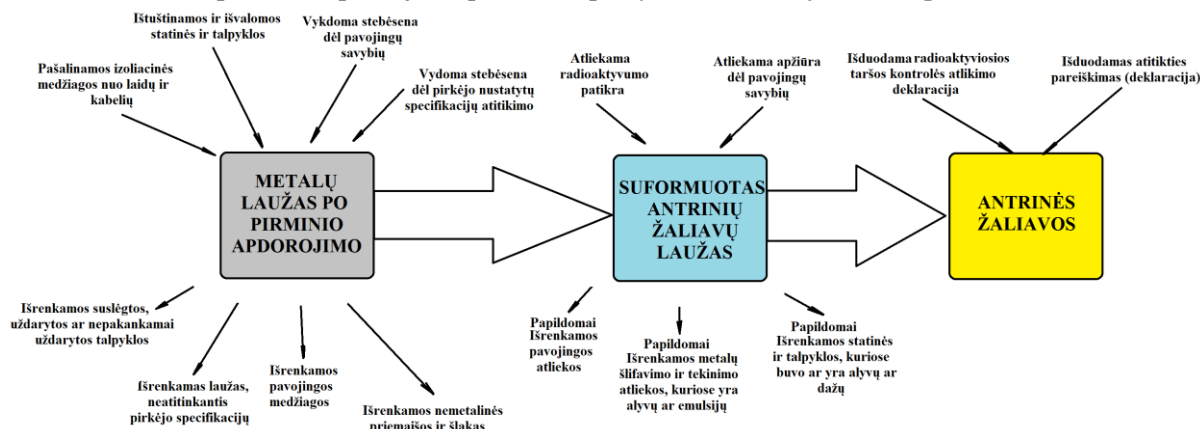 Ištuštinamos ir išvalomos
statinės ir talpyklos
Vykdoma stebėsena
dėl pavojingų
savybių
Pašalinamos izoliacinės
medžiagos nuo laidų ir
kabelių
Vydoma stebėsena
dėl pirkėjo nustatytų
specifikacijų atitikimo
Atliekama
radioaktyvumo
patikra
Atliekama apžiūra
dėl pavojingų
savybių
Išduodama radioaktyviosios
taršos kontrolės atlikimo
deklaracija
Išduodamas atitikties
pareiškimas (deklaracija)
METALŲ
LAUŽAS PO
PIRMINIO
APDOROJIMO
SUFORMUOTAS
ANTRINIŲ
ŽALIAVŲ
LAUŽAS
ANTRINĖS
ŽALIAVOS
Išrenkamos suslėgtos,
uždarytos ar nepakankamai
uždarytos talpyklos
Išrenkamas laužas,
neatitinkantis
pirkėjo specifikacijų
Išrenkamos
pavojingos
medžiagos
Išrenkamos nemetalinės
priemaišos ir šlakas
Papildomai
Išrenkamos
pavojingos
atliekos
Papildomai
Išrenkamos metalų
šlifavimo ir tekinimo
atliekos, kuriose yra
alyvų ar emulsijų
Papildomai
Išrenkamos statinės
ir talpyklos, kuriose
buvo ar yra alyvų ar
dažų